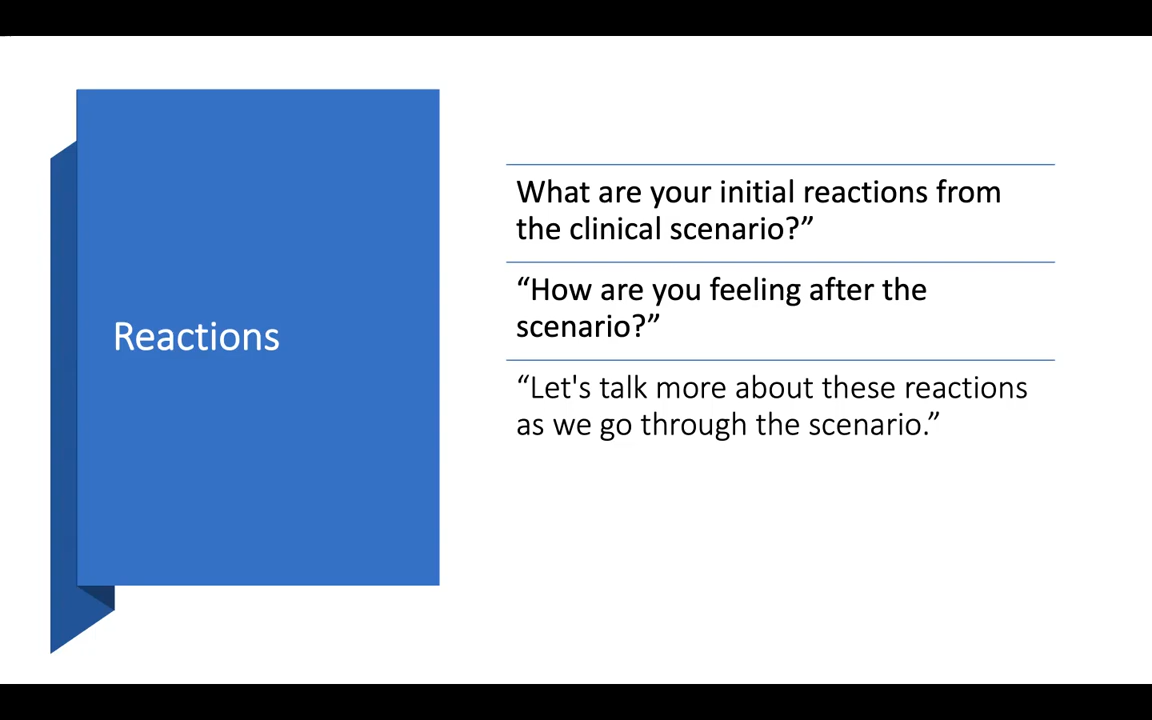 Reactions
What are your initial reactions from
the clinical scenario?”
“How are you feeling after the
scenario?”
“Let's talk more about these reactions
as we go through the scenario.”